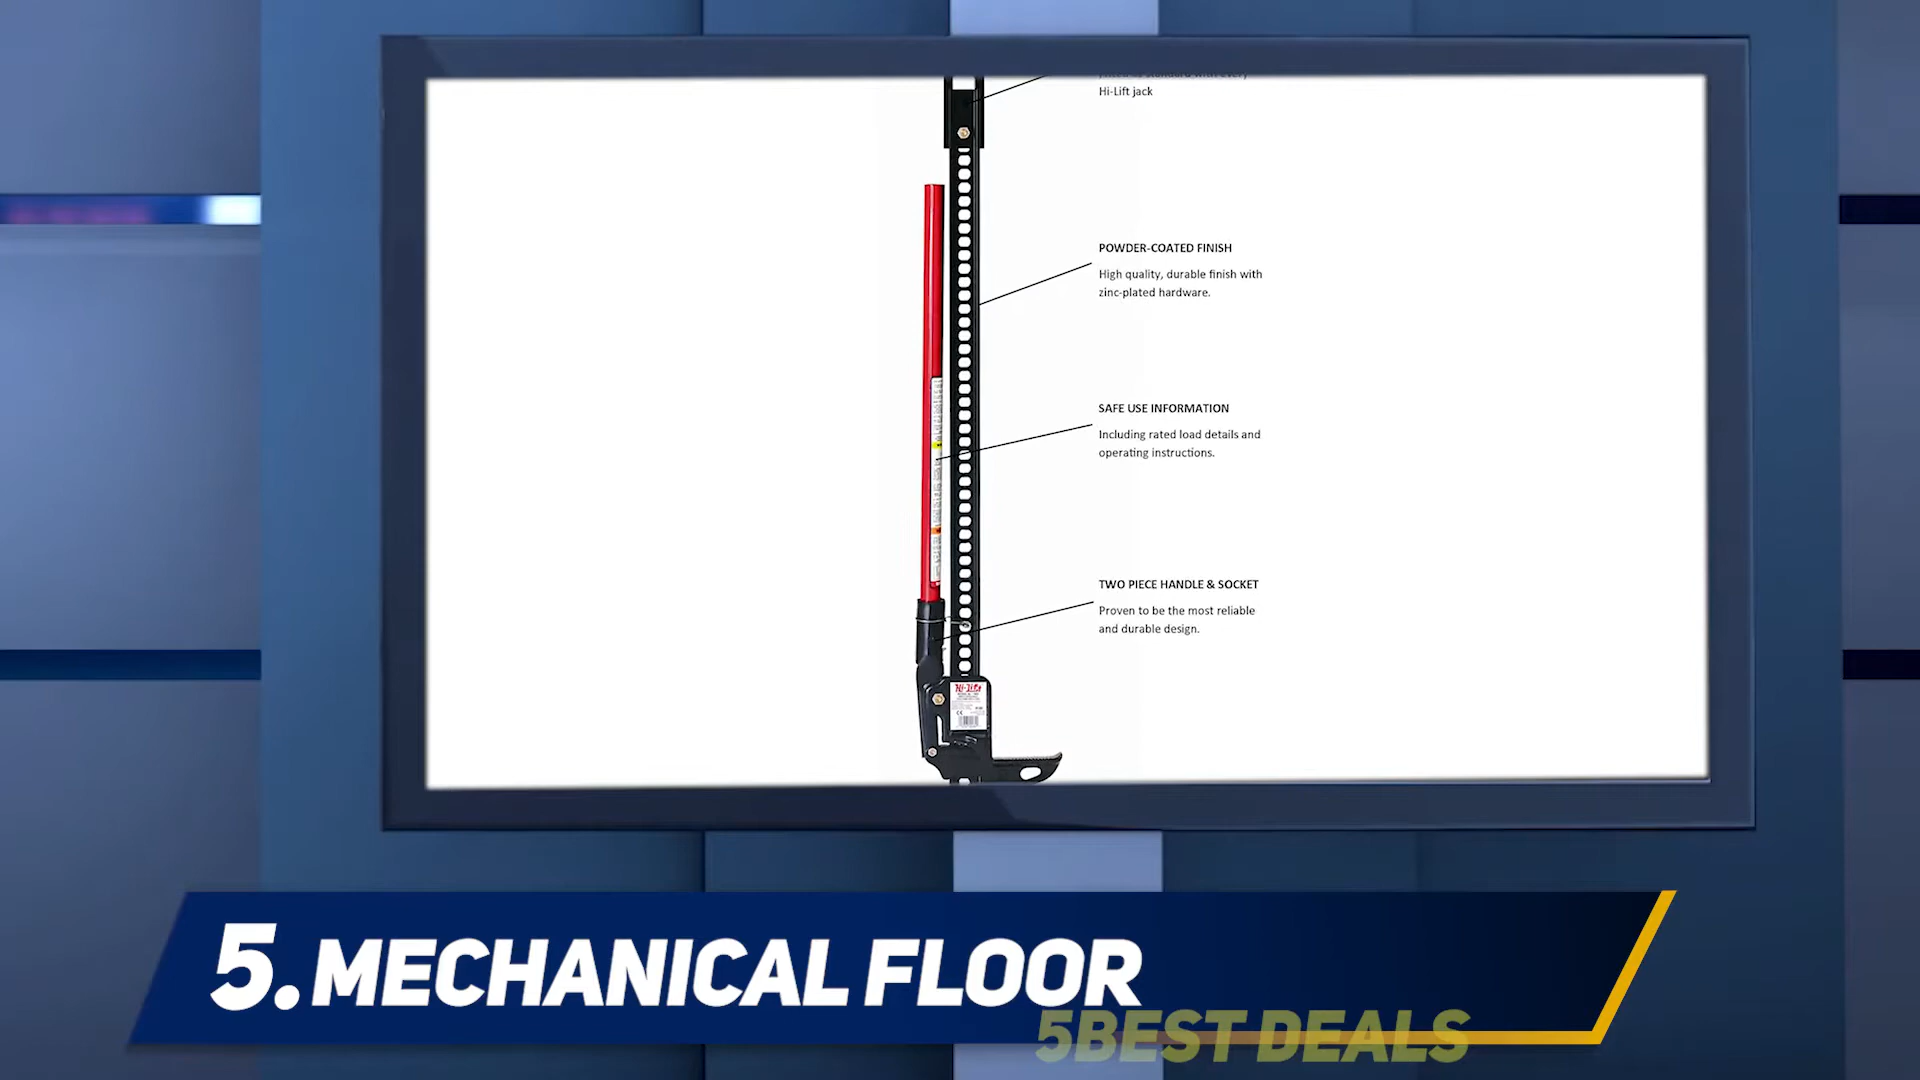 Hi-Lift jack
POWDER-COATED FINISH
High quality, durable finish with
zinc-plated hardware.
SAFE USE INFORMATION
Including rated load details and
operating instructions.
TWO PIECE HANDLE & SOCKET
Proven to be the most reliable
and durable design.
Hi-Lift
5. MECHANICAL FLOOR
5BEST DEALS